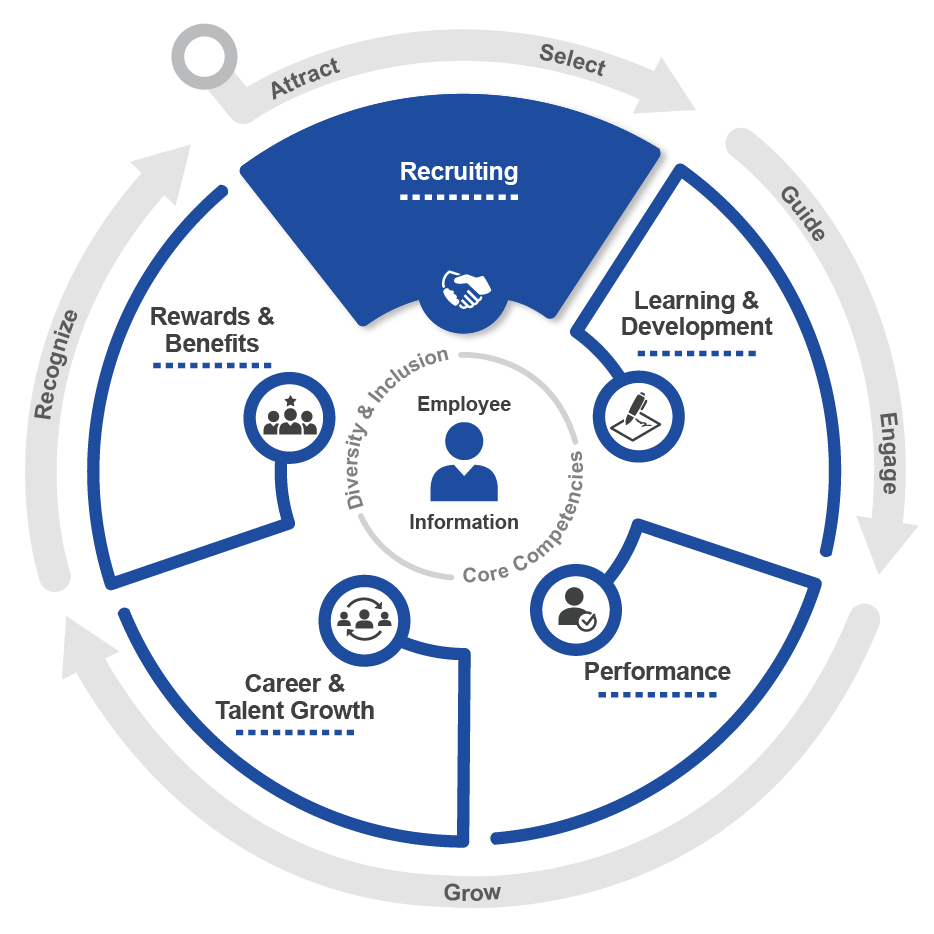 Attract
Select
Guide
Engage
Grow
Recognize
Recruiting
Learning &
Development
Performance
Career &
Talent Growth
Rewards &
Benefits
Diversity & Inclusion
Core Competencies
Employee
Information